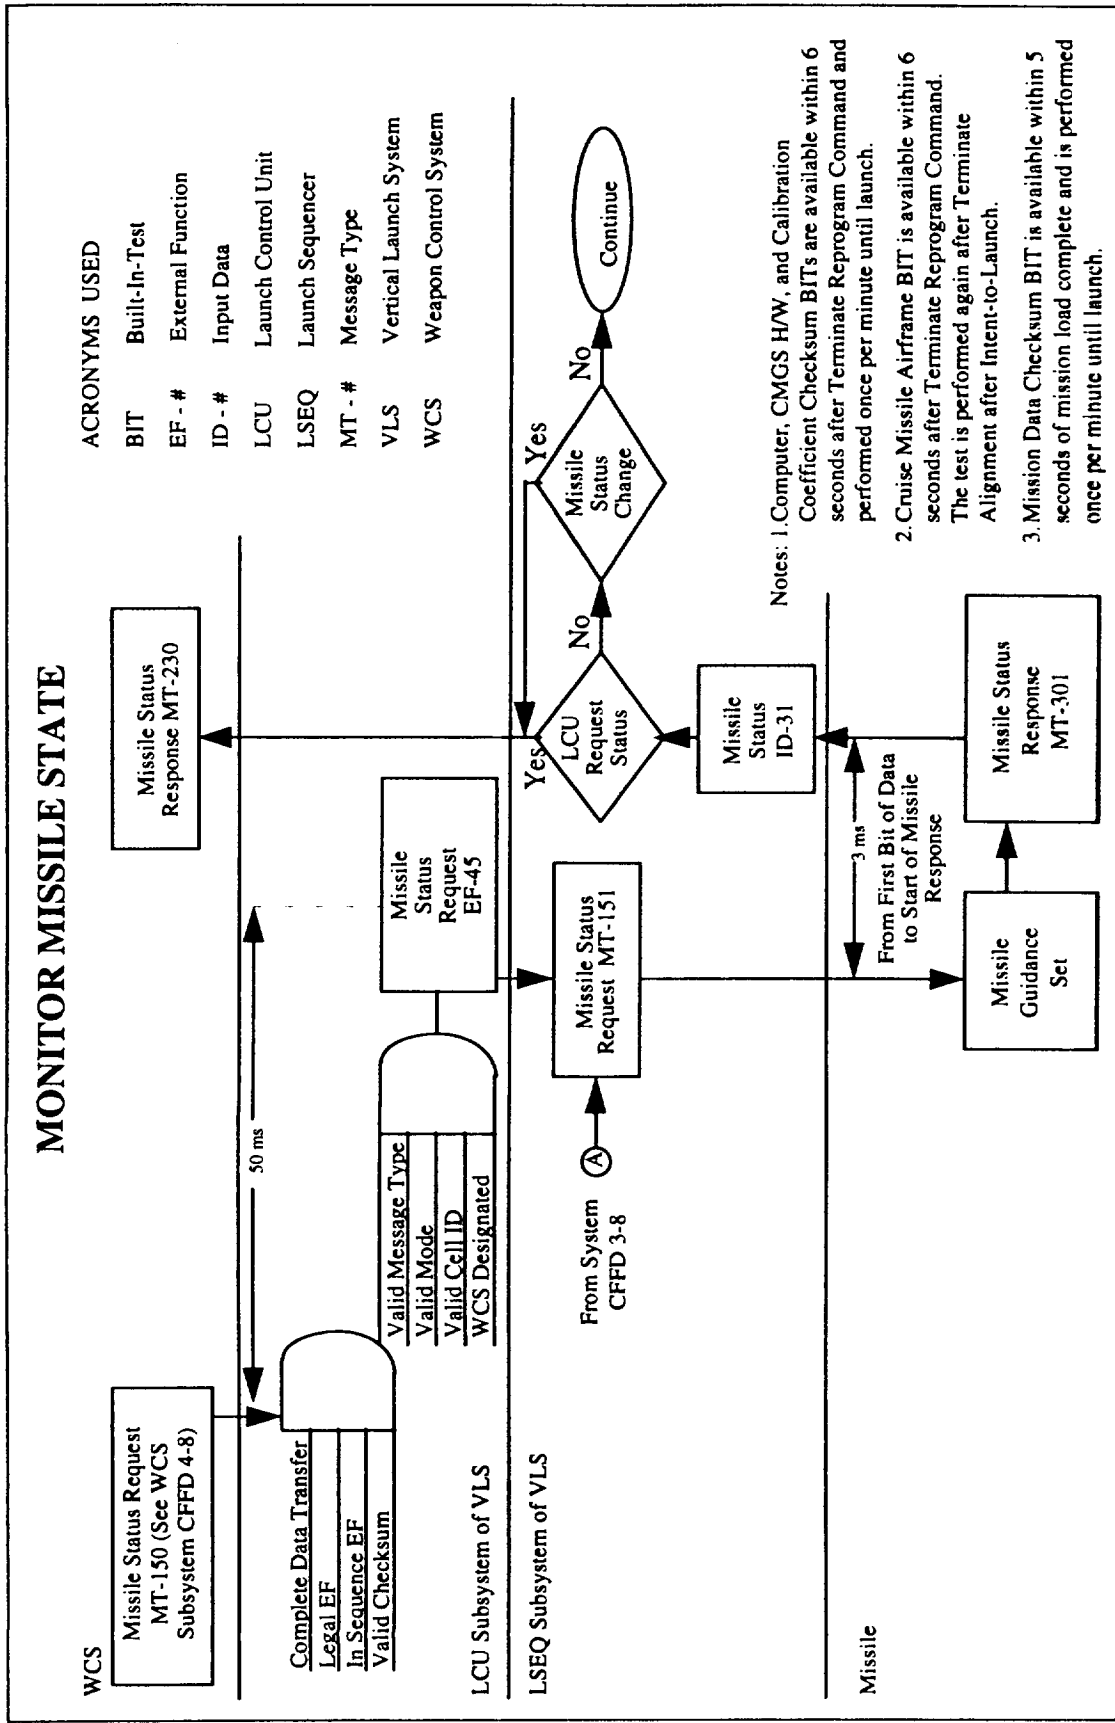 MONITOR MISSILE STATE
WCS
Missile Status Request
MT-150 (See WCS
Subsystem CFFD 4-8)
Missile Status
Response MT-230
ACRONYMS USED
BIT Built-In-Test
EF - # External Function
ID - # Input Data
LCU Launch Control Unit
LSEQ Launch Sequencer
MT - # Message Type
VLS Vertical Launch System
WCS Weapon Control System
50 ms
Complete Data Transfer
Legal EF
In Sequence EF
Valid Checksum
Valid Message Type
Valid Mode
Valid Cell ID
WCS Designated
Missile
Status
Request
EF-45
LCU Subsystem of VLS
LSEQ Subsystem of VLS
From System
CFFD 3-8
A
Missile Status
Request MT-151
Yes
LCU
Request
Status
No
Yes
Missile
Status
Change
No
Continue
Missile
Status
ID-31
Missile
3 ms
From First Bit of Data
to Start of Missile
Response
Missile
Guidance
Set
Missile Status
Response
MT-301
Notes: 1. Computer, CMGS H/W, and Calibration
Coefficient Checksum BITs are available within 6
seconds after Terminate Reprogram Command and
performed once per minute until launch.
2. Cruise Missile Airframe BIT is available within 6
seconds after Terminate Reprogram Command.
The test is performed again after Terminate
Alignment after Intent-to-Launch.
3. Mission Data Checksum BIT is available within 5
seconds of mission load complete and is performed
once per minute until launch.